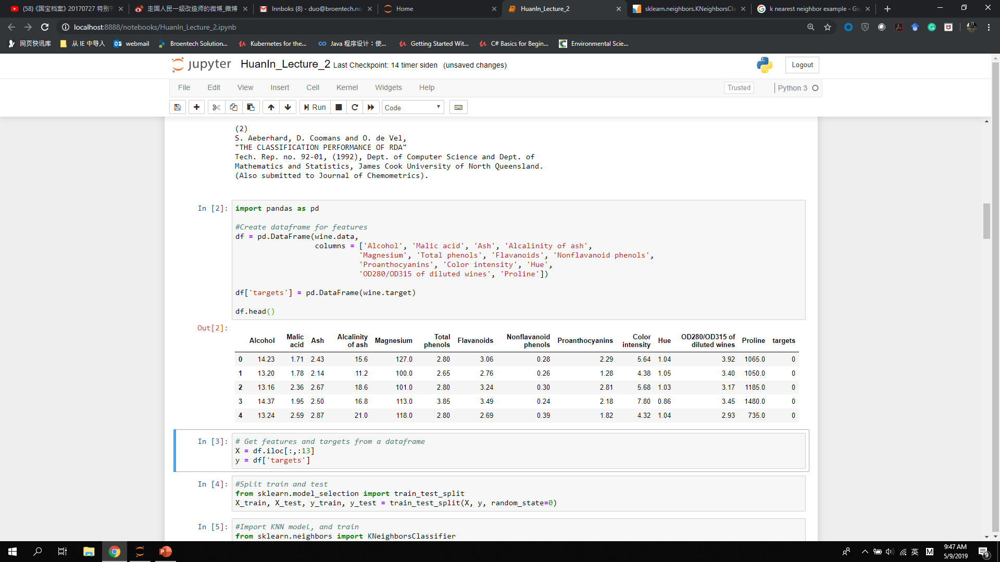 (58)《国宝档案》 20170727 特别节
走国人民一级改造师的微博_微博
Innboks (8) - duo@broentech.no
Home
HuanIn_Lecture_2
sklearn.neighbors.KNeighborsCla
k nearest neighbor example - Go
localhost:8888/notebooks/HuanIn_Lecture_2.ipynb
网页快讯库
从 IE 中导入
webmail
Broentech Solution...
Kubernetes for the...
Java 程序设计：使...
Getting Started Wit...
C# Basics for Begin...
Environmental Scie...
jupyter HuanIn_Lecture_2 Last Checkpoint: 14 timer siden (unsaved changes)
Logout
File Edit View Insert Cell Kernel Widgets Help
Trusted
Python 3
Run
Code
(2)
S. Aeberhard, D. Coomans and O. de Vel,
"THE CLASSIFICATION PERFORMANCE OF RDA"
Tech. Rep. no. 92-01, (1992), Dept. of Computer Science and Dept. of
Mathematics and Statistics, James Cook University of North Queensland.
(Also submitted to Journal of Chemometrics).
In [2]:
import pandas as pd
#Create dataframe for features
df = pd.DataFrame(wine.data,
columns = ['Alcohol', 'Malic acid', 'Ash', 'Alcalinity of ash',
'Magnesium', 'Total phenols', 'Flavanoids', 'Nonflavanoid phenols',
'Proanthocyanins', 'Color intensity', 'Hue',
'OD280/OD315 of diluted wines', 'Proline'])
df['targets'] = pd.DataFrame(wine.target)
df.head()
Out[2]:
Alcohol Malic acid Ash Alcalinity of ash Magnesium Total phenols Flavanoids Nonflavanoid phenols Proanthocyanins Color intensity Hue OD280/OD315 of diluted wines Proline targets
0 14.23 1.71 2.43 15.6 127.0 2.80 3.06 0.28 2.29 5.64 1.04 3.92 1065.0 0
1 13.20 1.78 2.14 11.2 100.0 2.65 2.76 0.26 1.28 4.38 1.05 3.40 1050.0 0
2 13.16 2.36 2.67 18.6 101.0 2.80 3.24 0.30 2.81 5.68 1.03 3.17 1185.0 0
3 14.37 1.95 2.50 16.8 113.0 3.85 3.49 0.24 2.18 7.80 0.86 3.45 1480.0 0
4 13.24 2.59 2.87 21.0 118.0 2.80 2.69 0.39 1.82 4.32 1.04 2.93 735.0 0
In [3]:
# Get features and targets from a dataframe
X = df.iloc[:,:13]
y = df['targets']
In [4]:
#Split train and test
from sklearn.model_selection import train_test_split
X_train, X_test, y_train, y_test = train_test_split(X, y, random_state=0)
In [5]:
#Import KNN model, and train
from sklearn.neighbors import KNeighborsClassifier
英
M
9:47 AM
5/9/2019
9